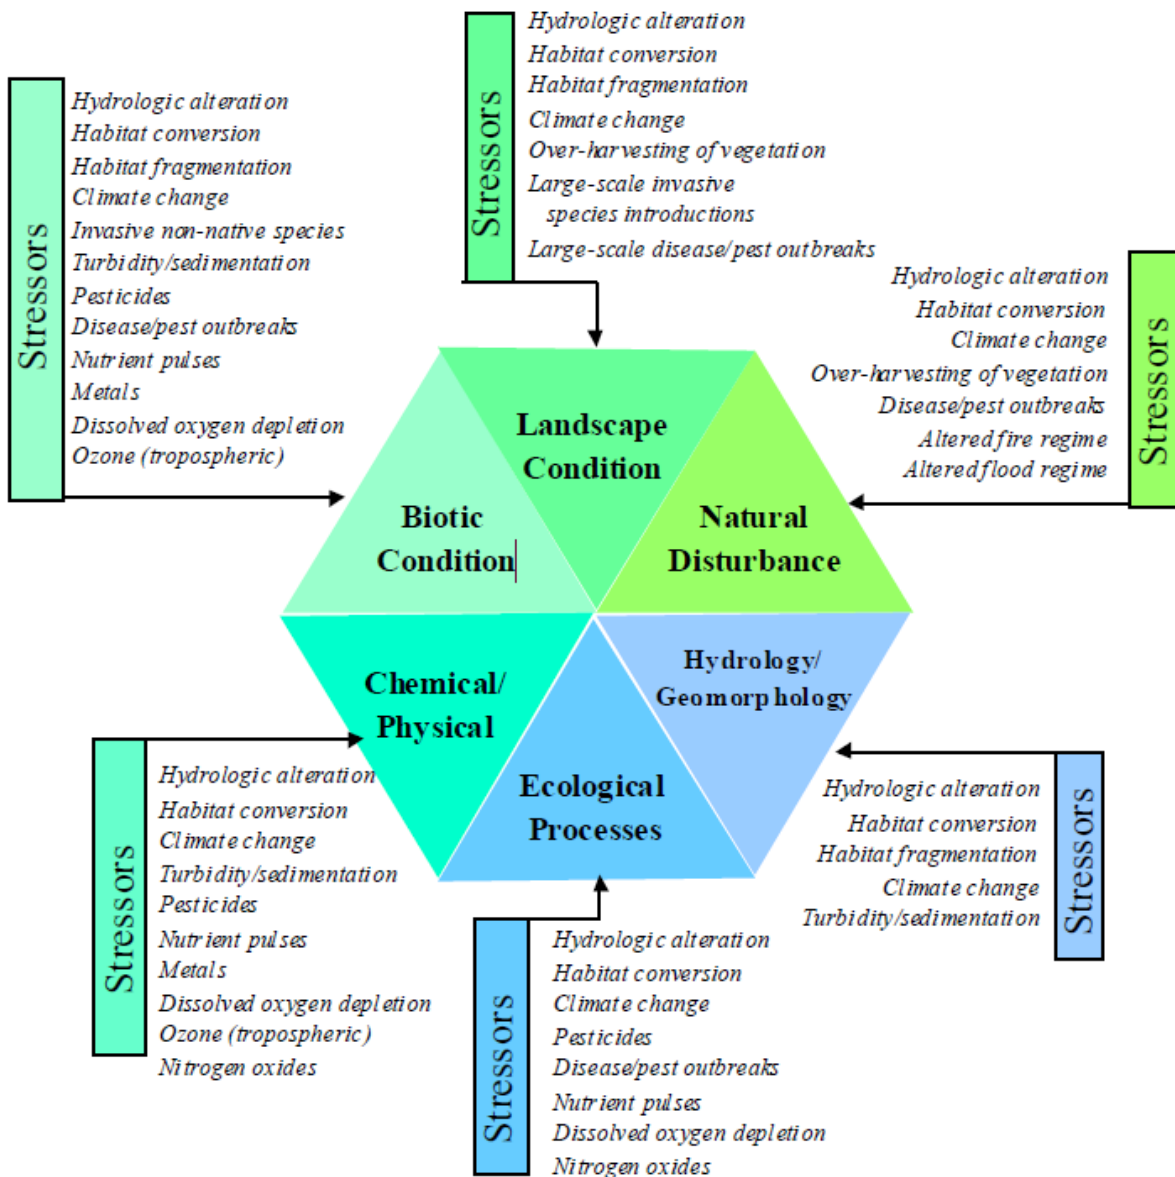 Stressors
Hydrologic alteration
Habitat conversion
Habitat fragmentation
Climate change
Over-harvesting of vegetation
Large-scale invasive
species introductions
Large-scale disease/pest outbreaks
Stressors
Hydrologic alteration
Habitat conversion
Habitat fragmentation
Climate change
Invasive non-native species
Turbidity/sedimentation
Pesticides
Disease/pest outbreaks
Nutrient pulses
Metals
Dissolved oxygen depletion
Ozone (tropospheric)
Stressors
Hydrologic alteration
Habitat conversion
Climate change
Over-harvesting of vegetation
Disease/pest outbreaks
Altered fire regime
Altered flood regime
Landscape
Condition
Biotic
Condition
Natural
Disturbance
Chemical/
Physical
Hydrology/
Geomorphology
Ecological
Processes
Stressors
Hydrologic alteration
Habitat conversion
Climate change
Turbidity/sedimentation
Pesticides
Nutrient pulses
Metals
Dissolved oxygen depletion
Ozone (tropospheric)
Nitrogen oxides
Stressors
Hydrologic alteration
Habitat conversion
Habitat fragmentation
Climate change
Turbidity/sedimentation
Stressors
Hydrologic alteration
Habitat conversion
Climate change
Pesticides
Disease/pest outbreaks
Nutrient pulses
Dissolved oxygen depletion
Nitrogen oxides